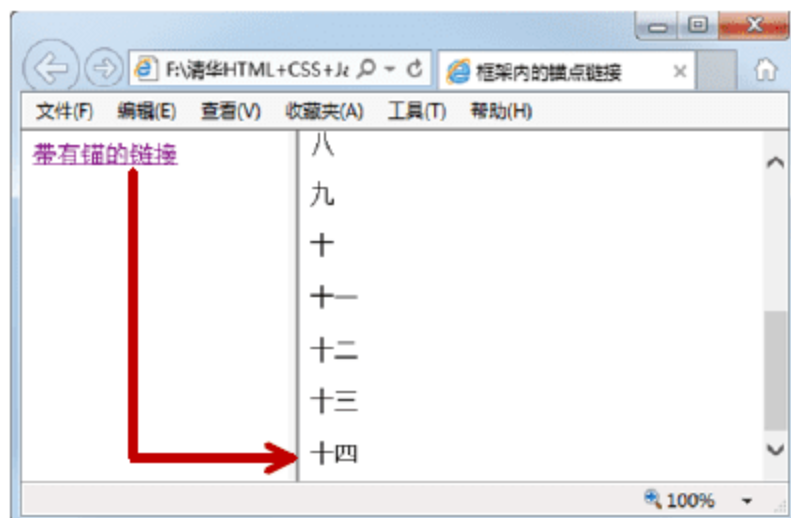 F:\清华HTML+CSS+Ja
框架内的锚点链接
文件(F) 编辑(E) 查看(V) 收藏夹(A) 工具(T) 帮助(H)
带有锚的链接
八
九
十
十一
十二
十三
十四
100%